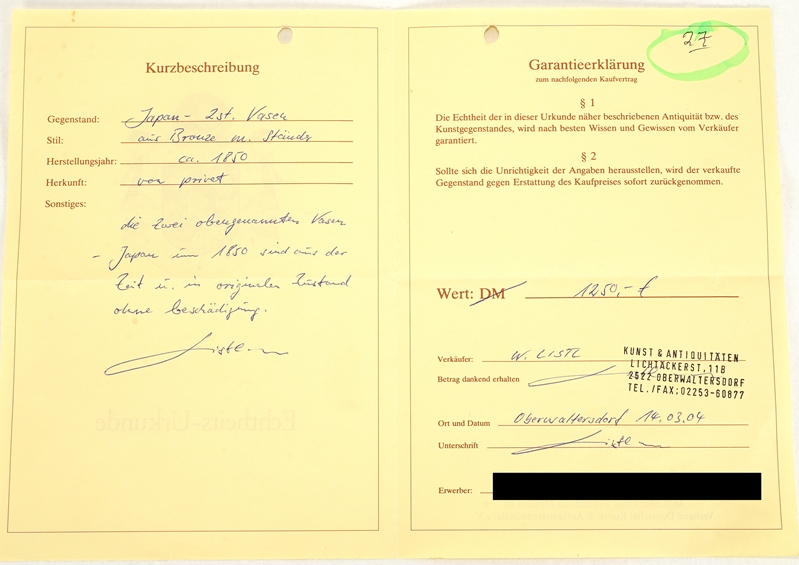 Kurzbeschreibung
Gegenstand: Japan - 2st. Vasen
Stil: aus Bronze m. Ständer
Herstellungsjahr: ca. 1850
Herkunft: von privat
Sonstiges:
die zwei obengenannten Vasen
- Japan um 1850 sind aus der
Zeit u. in originalen Zustand
ohne Beschädigung.
Listl
Echtheits-Urkunde
27
Garantieerklärung
zum nachfolgenden Kaufvertrag
§ 1
Die Echtheit der in dieser Urkunde näher beschriebenen Antiquität bzw. des
Kunstgegenstandes, wird nach besten Wissen und Gewissen vom Verkäufer
garantiert.
§ 2
Sollte sich die Unrichtigkeit der Angaben herausstellen, wird der verkaufte
Gegenstand gegen Erstattung des Kaufpreises sofort zurückgenommen.
Wert: DM 1250,- €
Verkäufer: W. LISTL
Betrag dankend erhalten
KUNST & ANTIQUITÄTEN
LICHTÄCKERST. 11B
2522 OBERWALTERSDORF
TEL./FAX: 02253-60877
Ort und Datum Oberwaltersdorf 14.03.04
Unterschrift Listl
Erwerber: